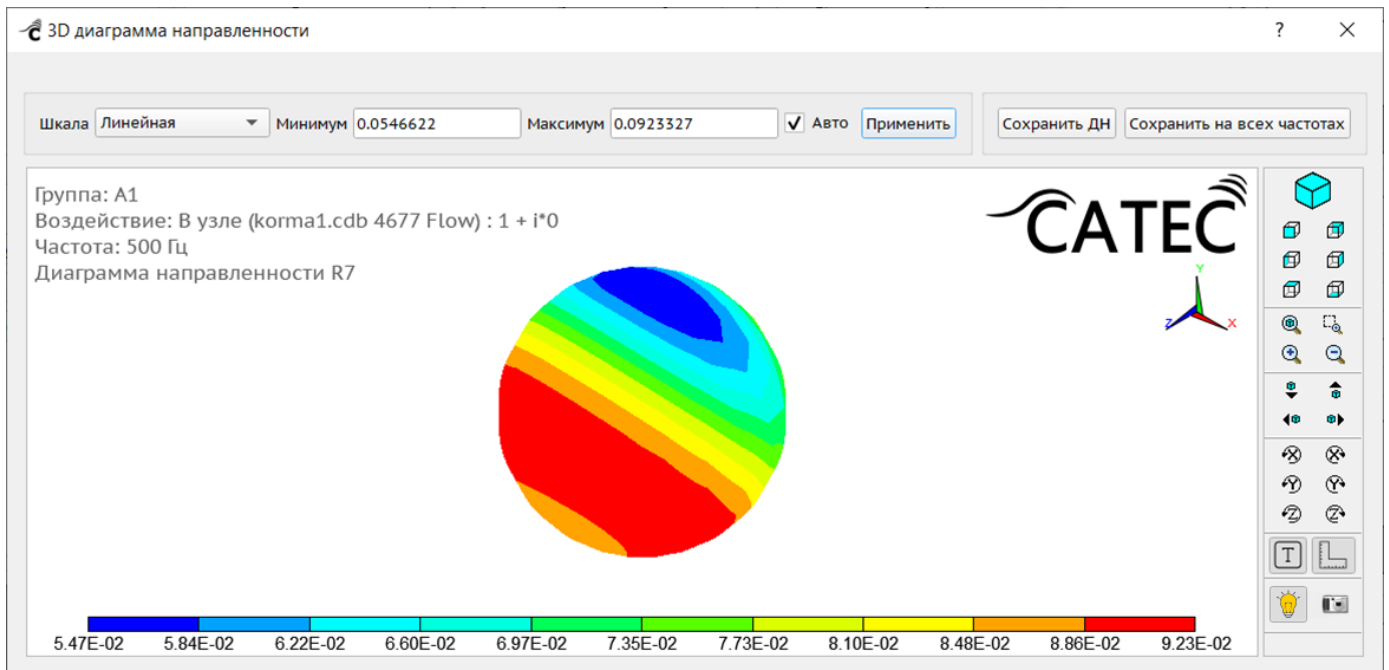 3D диаграмма направленности
?
Шкала Линейная Минимум 0.0546622 Максимум 0.0923327 Авто Применить Сохранить ДН Сохранить на всех частотах
Группа: A1
Воздействие: В узле (korma1.cdb 4677 Flow) : 1 + i*0
Частота: 500 Гц
Диаграмма направленности R7
CATEC
Y
Z X
X X
Y Y
Z Z
T
5.47E-02 5.84E-02 6.22E-02 6.60E-02 6.97E-02 7.35E-02 7.73E-02 8.10E-02 8.48E-02 8.86E-02 9.23E-02